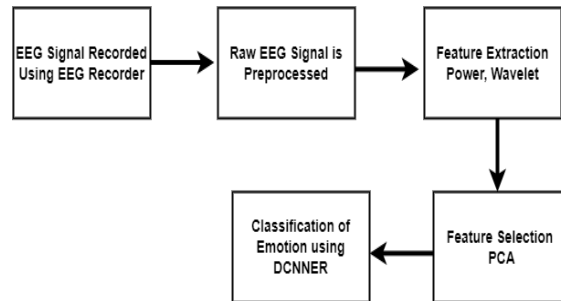 EEG Signal Recorded
Using EEG Recorder
Raw EEG Signal is
Preprocessed
Feature Extraction
Power, Wavelet
Feature Selection
PCA
Classification of
Emotion using
DCNNER